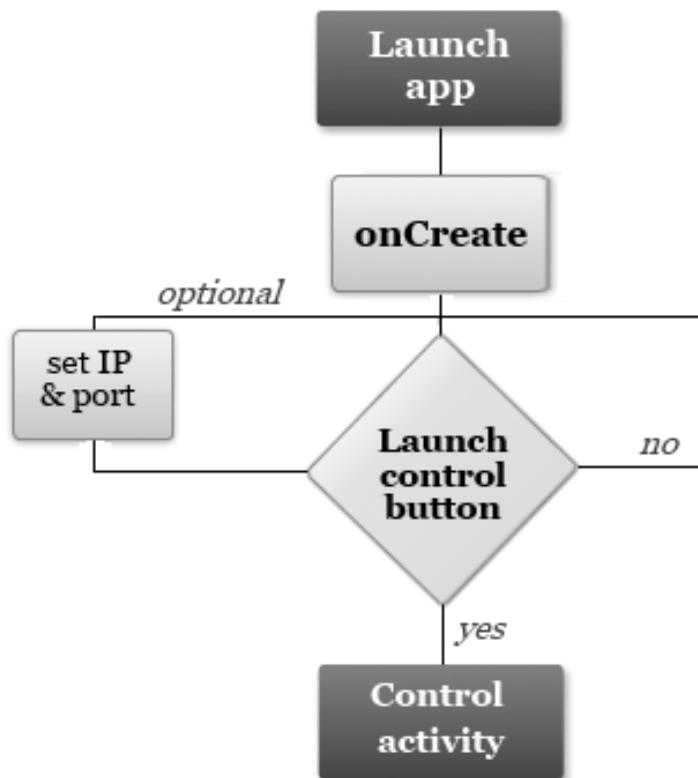 Launch
app
onCreate
optional
set IP
& port
Launch
control
button
no
yes
Control
activity